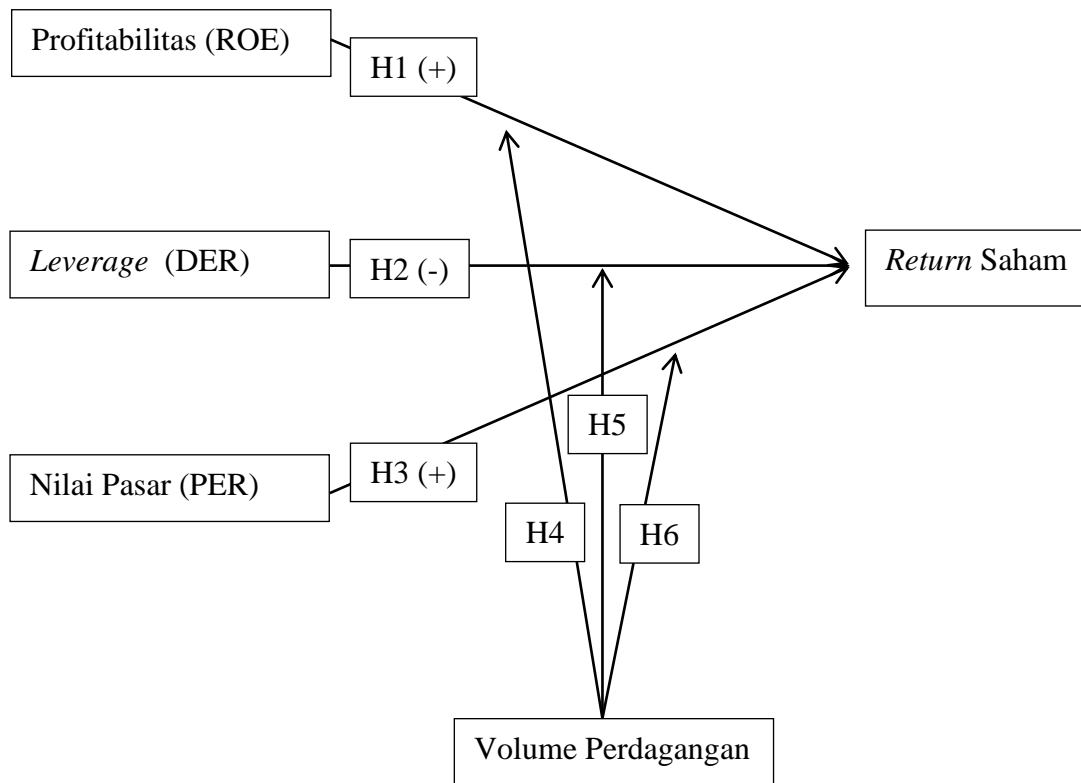 Profitabilitas (ROE)
H1 (+)
Leverage (DER)
H2 (-)
Return Saham
Nilai Pasar (PER)
H3 (+)
H5
H4
H6
Volume Perdagangan